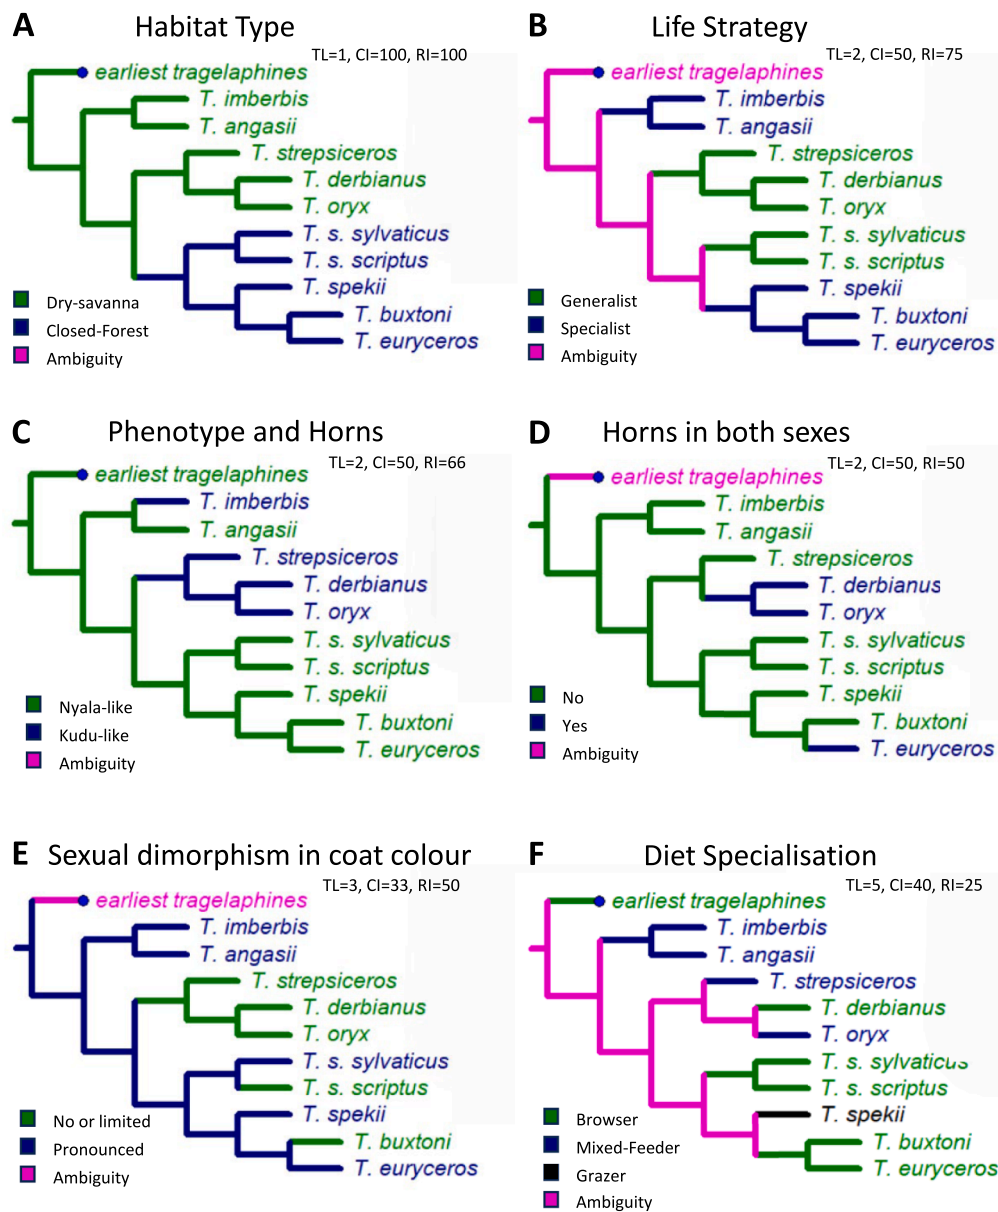 A Habitat Type
TL=1, CI=100, RI=100
earliest tragelaphines
T. imberbis
T. angasii
T. strepsiceros
T. derbianus
T. oryx
T. s. sylvaticus
T. s. scriptus
T. spekii
T. buxtoni
T. euryceros
Dry-savanna
Closed-Forest
Ambiguity
B Life Strategy
TL=2, CI=50, RI=75
earliest tragelaphines
T. imberbis
T. angasii
T. strepsiceros
T. derbianus
T. oryx
T. s. sylvaticus
T. s. scriptus
T. spekii
T. buxtoni
T. euryceros
Generalist
Specialist
Ambiguity
C Phenotype and Horns
TL=2, CI=50, RI=66
earliest tragelaphines
T. imberbis
T. angasii
T. strepsiceros
T. derbianus
T. oryx
T. s. sylvaticus
T. s. scriptus
T. spekii
T. buxtoni
T. euryceros
Nyala-like
Kudu-like
Ambiguity
D Horns in both sexes
TL=2, CI=50, RI=50
earliest tragelaphines
T. imberbis
T. angasii
T. strepsiceros
T. derbianus
T. oryx
T. s. sylvaticus
T. s. scriptus
T. spekii
T. buxtoni
T. euryceros
No
Yes
Ambiguity
E Sexual dimorphism in coat colour
TL=3, CI=33, RI=50
earliest tragelaphines
T. imberbis
T. angasii
T. strepsiceros
T. derbianus
T. oryx
T. s. sylvaticus
T. s. scriptus
T. spekii
T. buxtoni
T. euryceros
No or limited
Pronounced
Ambiguity
F Diet Specialisation
TL=5, CI=40, RI=25
earliest tragelaphines
T. imberbis
T. angasii
T. strepsiceros
T. derbianus
T. oryx
T. s. sylvaticus
T. s. scriptus
T. spekii
T. buxtoni
T. euryceros
Browser
Mixed-Feeder
Grazer
Ambiguity